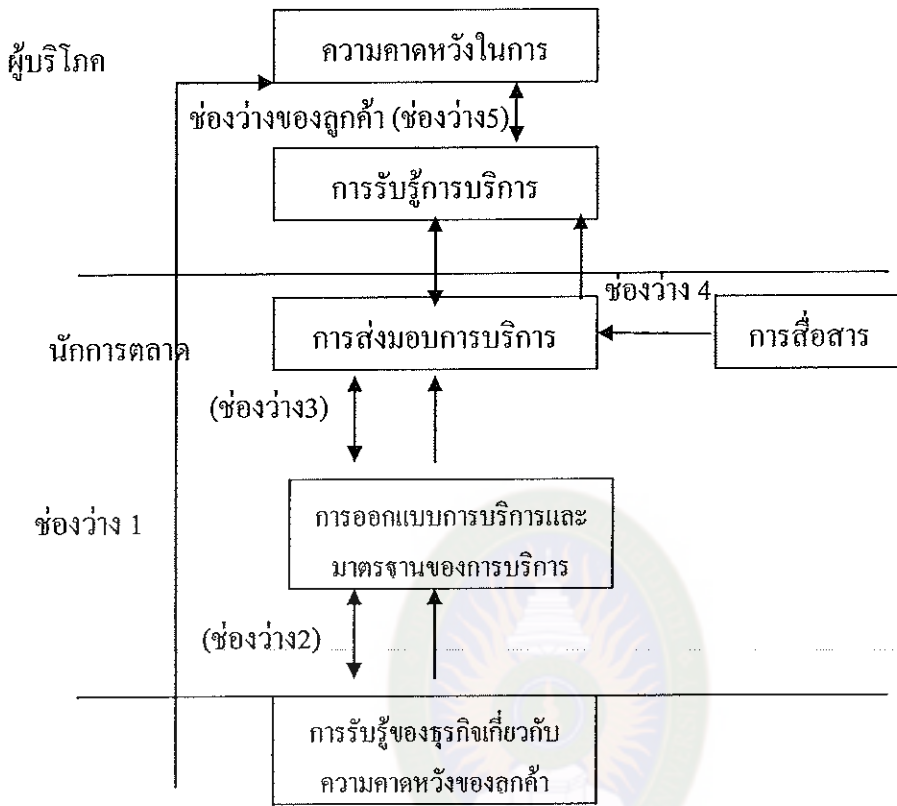 ผู้บริโภค
ความคาดหวังในการ
ช่องว่างของลูกค้า (ช่องว่าง5)
การรับรู้การบริการ
ช่องว่าง 4
นักการตลาด
การส่งมอบการบริการ
การสื่อสาร
(ช่องว่าง3)
ช่องว่าง 1
การออกแบบการบริการและ
มาตรฐานของการบริการ
(ช่องว่าง2)
การรับรู้ของธุรกิจเกี่ยวกับ
ความคาดหวังของลูกค้า